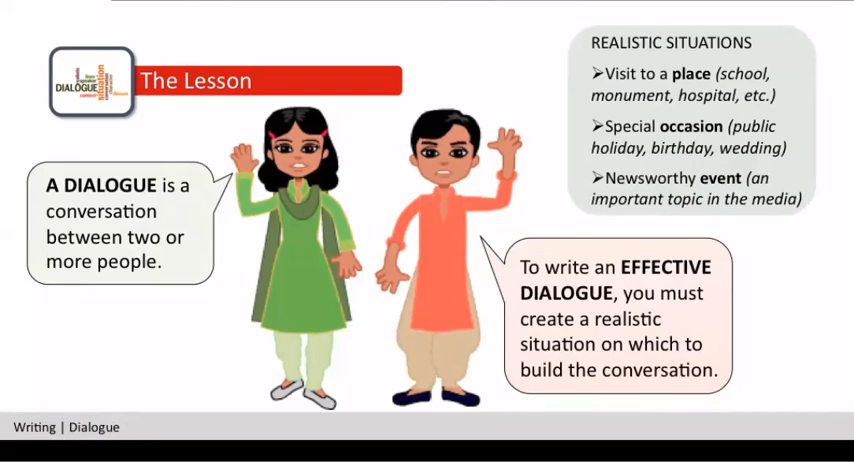 DIALOGUE
situation
The Lesson
A DIALOGUE is a
conversation
between two or
more people.
REALISTIC SITUATIONS
➢Visit to a place (school,
monument, hospital, etc.)
➢Special occasion (public
holiday, birthday, wedding)
➢Newsworthy event (an
important topic in the media)
To write an EFFECTIVE
DIALOGUE, you must
create a realistic
situation on which to
build the conversation.
Writing | Dialogue